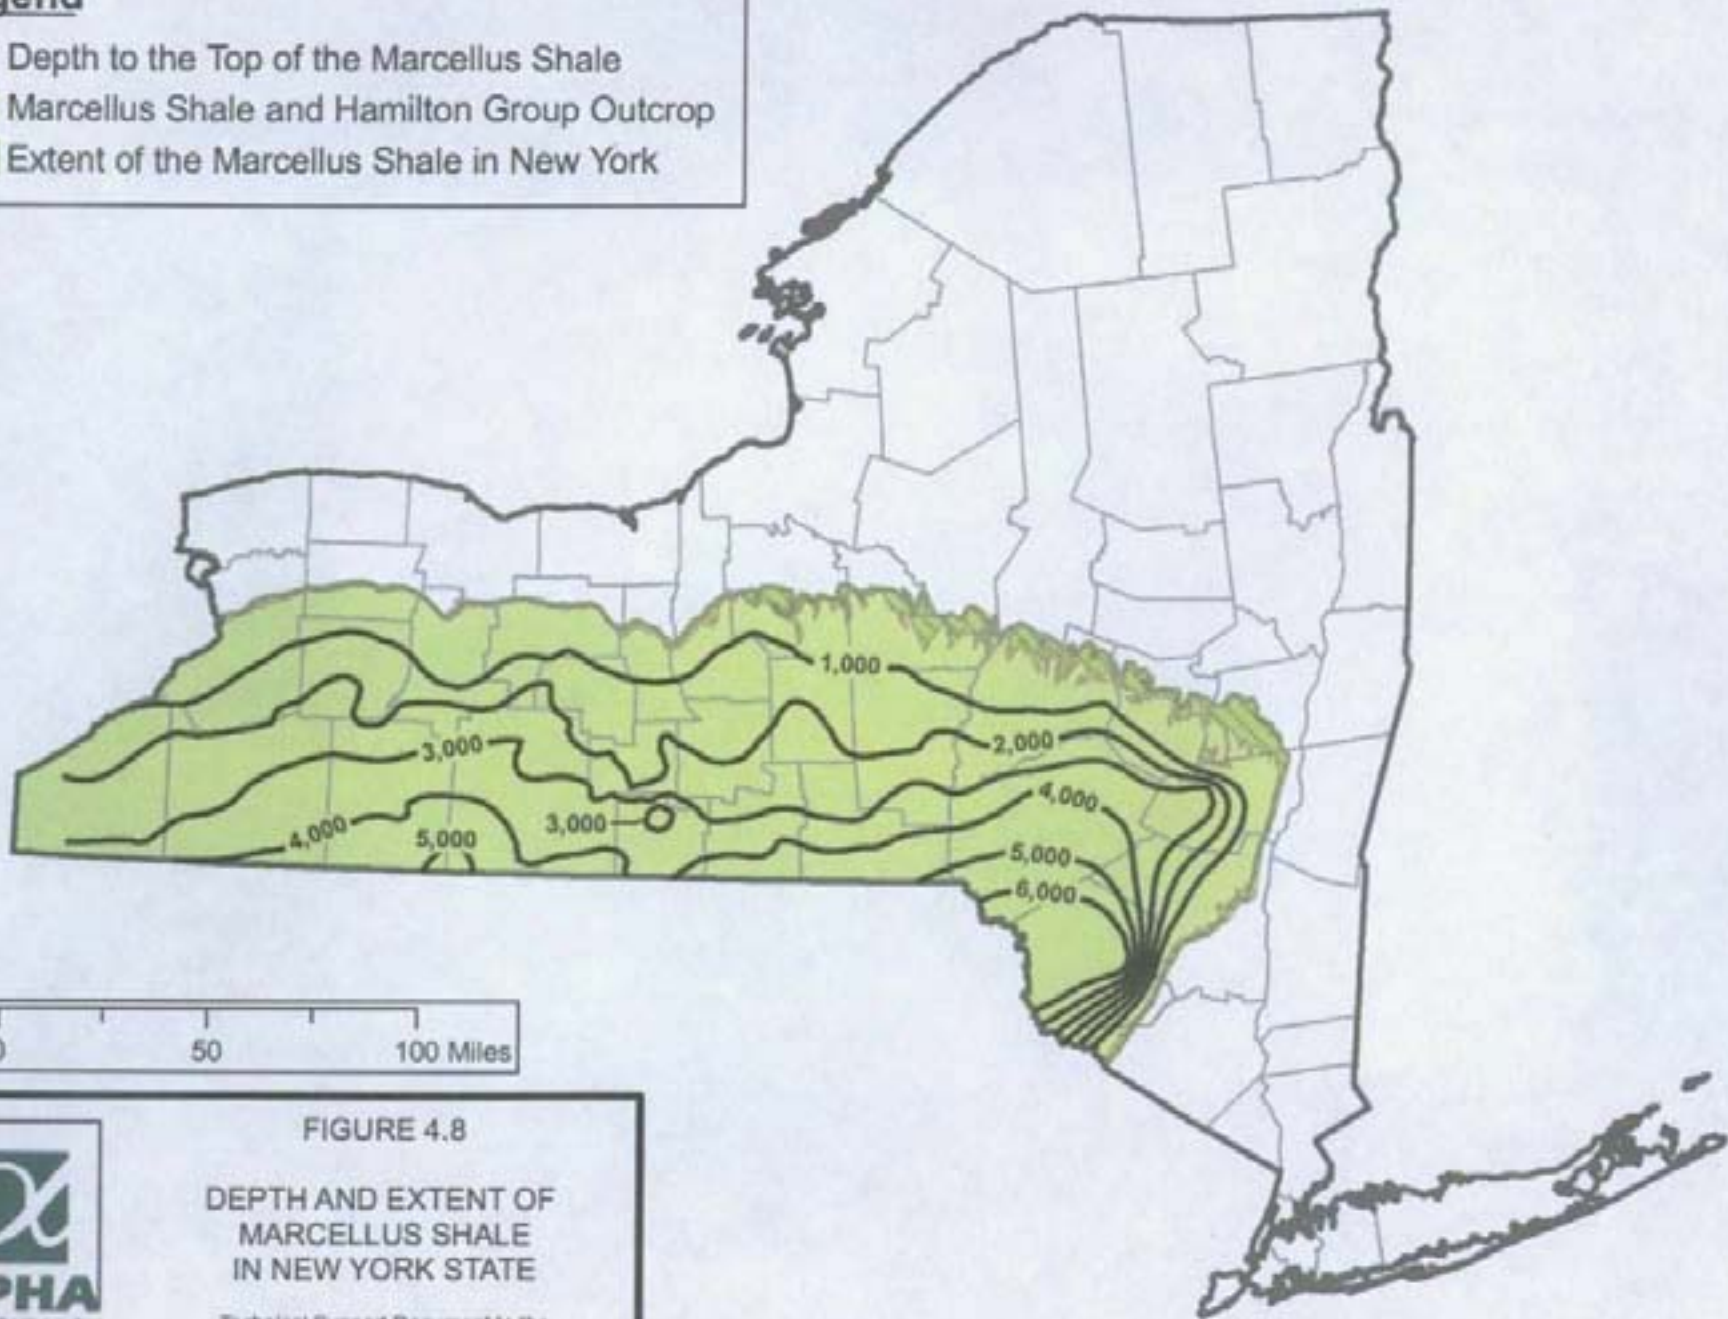 Depth to the Top of the Marcellus Shale
Marcellus Shale and Hamilton Group Outcrop
Extent of the Marcellus Shale in New York
1,000
2,000
3,000
4,000
3,000
4,000
5,000
5,000
6,000
0 50 100 Miles
FIGURE 4.8
DEPTH AND EXTENT OF
MARCELLUS SHALE
IN NEW YORK STATE